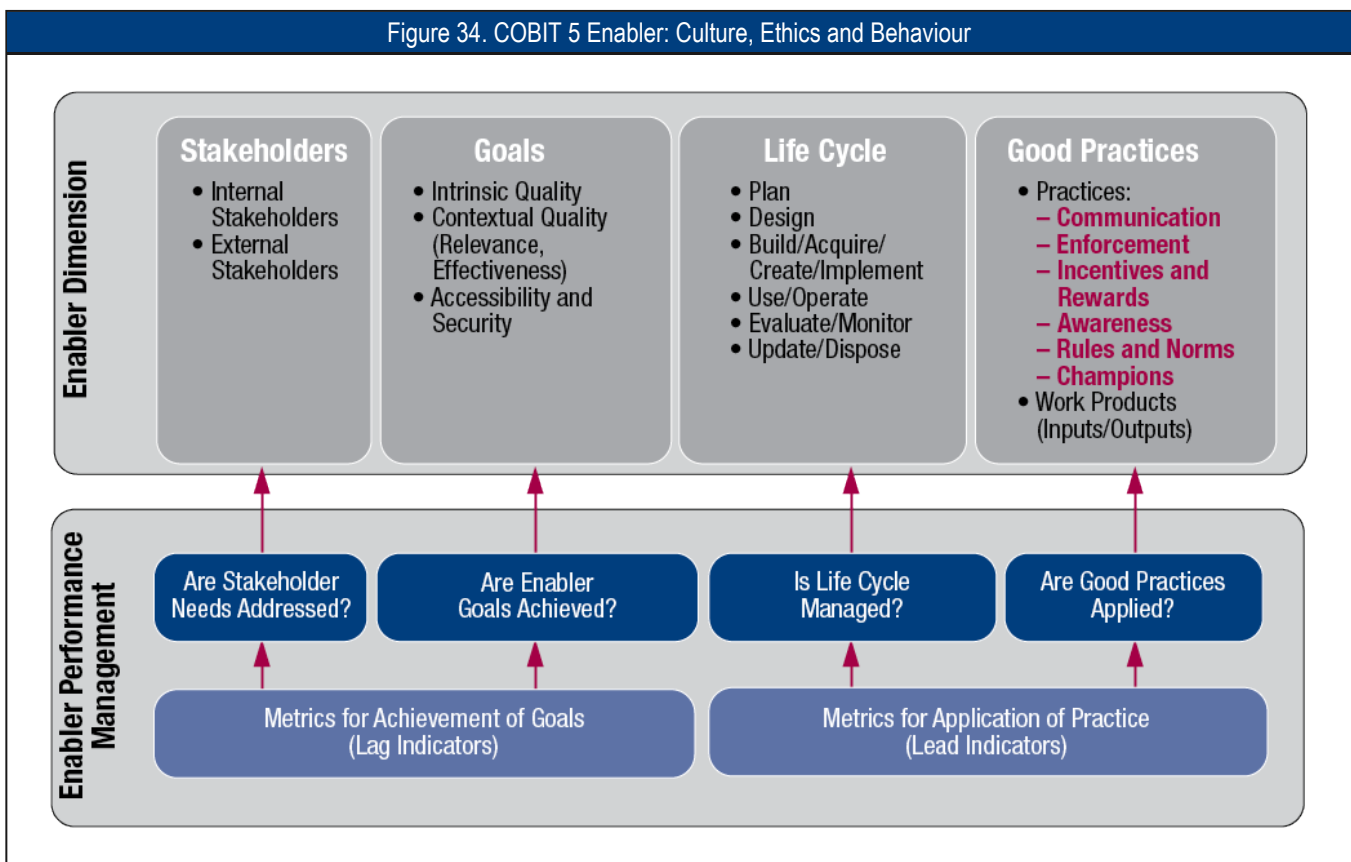 Figure 34. COBIT 5 Enabler: Culture, Ethics and Behaviour
Enabler Dimension
Stakeholders
• Internal
Stakeholders
• External
Stakeholders
Goals
• Intrinsic Quality
• Contextual Quality
(Relevance,
Effectiveness)
• Accessibility and
Security
Life Cycle
• Plan
• Design
• Build/Acquire/
Create/Implement
• Use/Operate
• Evaluate/Monitor
• Update/Dispose
Good Practices
• Practices:
– Communication
– Enforcement
– Incentives and
Rewards
– Awareness
– Rules and Norms
– Champions
• Work Products
(Inputs/Outputs)
Enabler Performance
Management
Are Stakeholder
Needs Addressed?
Are Enabler
Goals Achieved?
Is Life Cycle
Managed?
Are Good Practices
Applied?
Metrics for Achievement of Goals
(Lag Indicators)
Metrics for Application of Practice
(Lead Indicators)